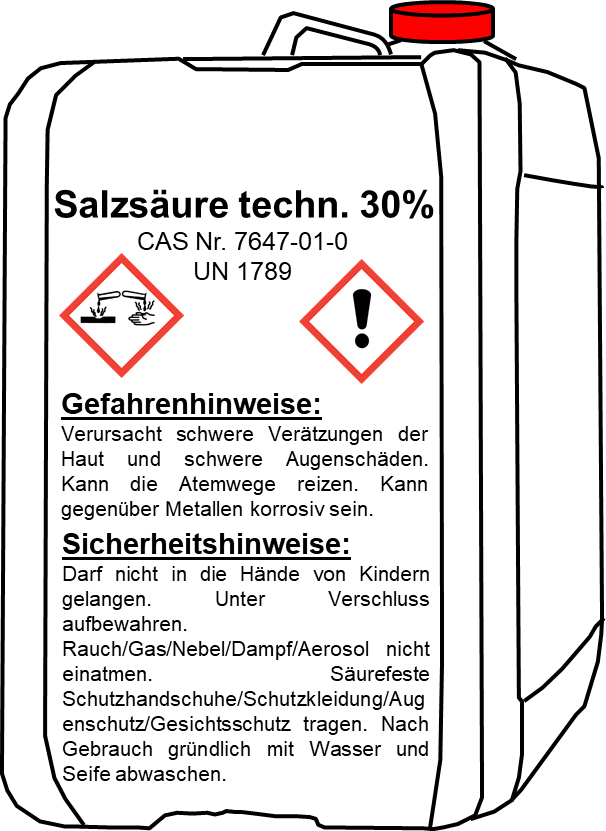 Salzsäure techn. 30%
CAS Nr. 7647-01-0
UN 1789
Gefahrenhinweise:
Verursacht schwere Verätzungen der
Haut und schwere Augenschäden.
Kann die Atemwege reizen. Kann
gegenüber Metallen korrosiv sein.
Sicherheitshinweise:
Darf nicht in die Hände von Kindern
gelangen. Unter Verschluss
aufbewahren.
Rauch/Gas/Nebel/Dampf/Aerosol nicht
einatmen. Säurefeste
Schutzhandschuhe/Schutzkleidung/Aug
enschutz/Gesichtsschutz tragen. Nach
Gebrauch gründlich mit Wasser und
Seife abwaschen.